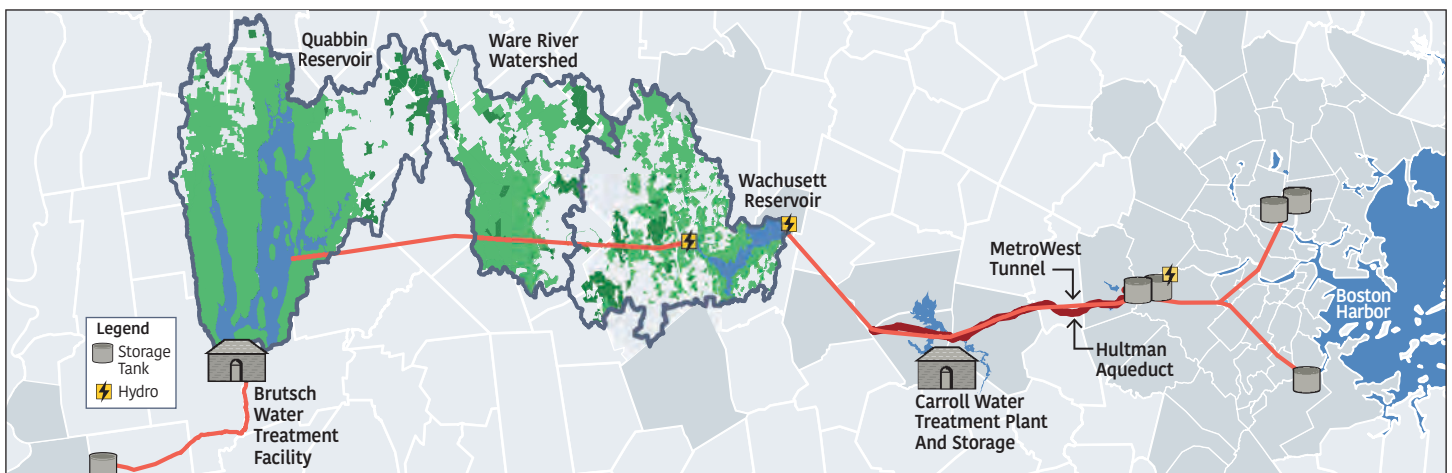 Quabbin
Reservoir
Ware River
Watershed
Wachusett
Reservoir
MetroWest
Tunnel
Boston
Harbor
Hultman
Aqueduct
Legend
Storage
Tank
Hydro
Brutsch
Water
Treatment
Facility
Carroll Water
Treatment Plant
And Storage